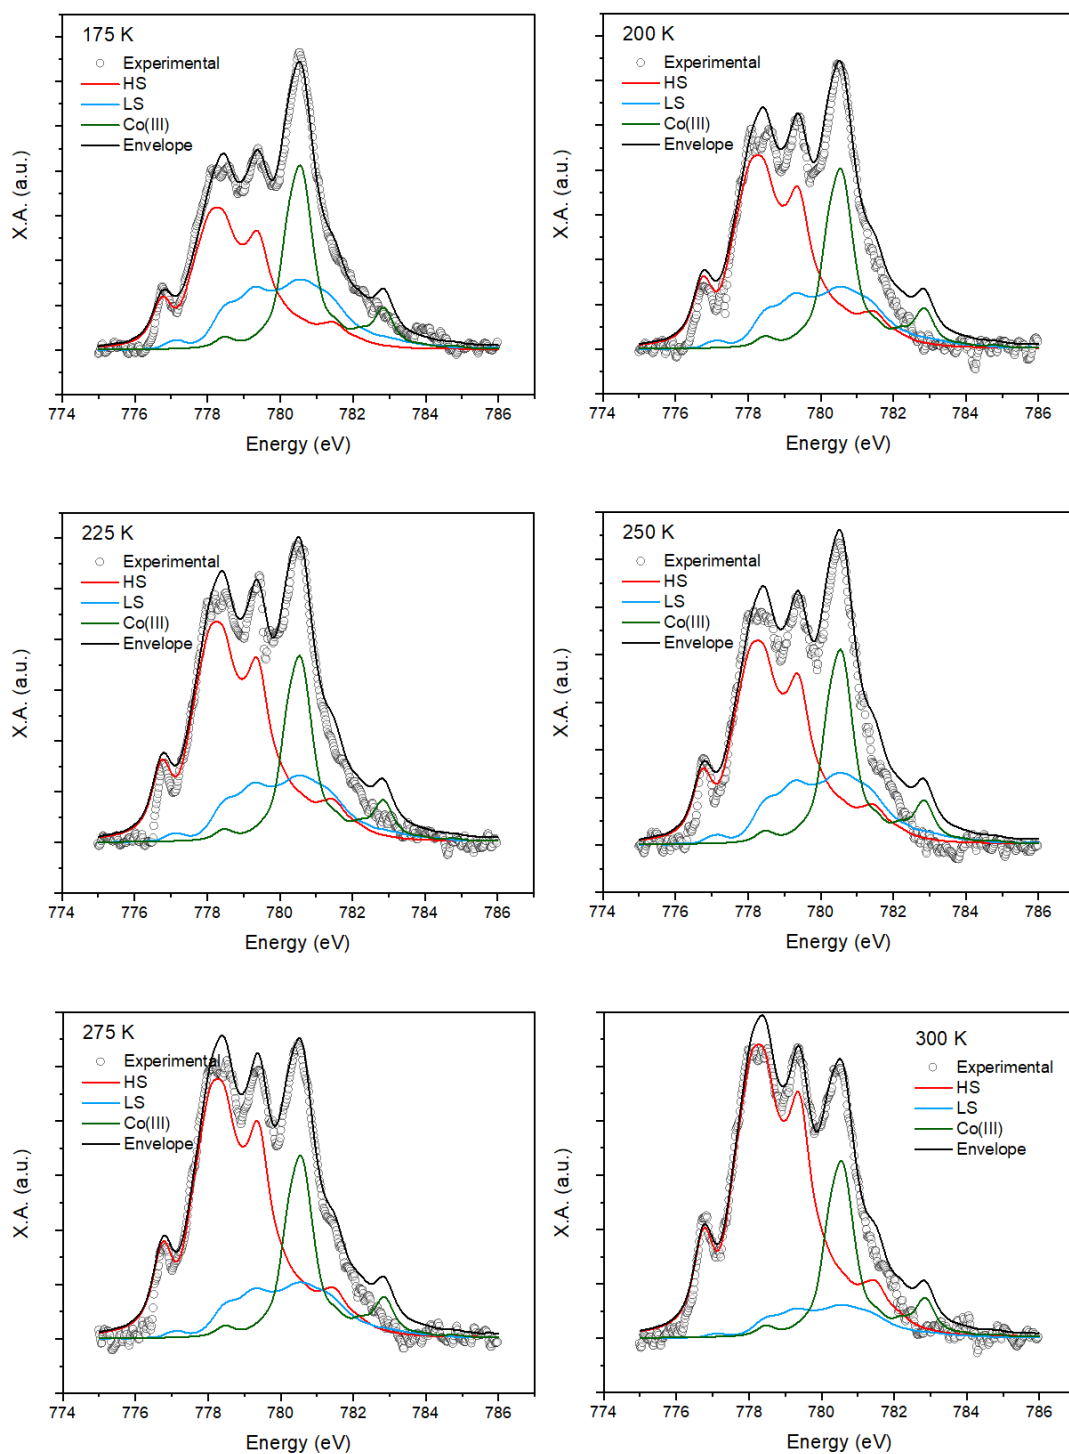 175 K
Experimental
HS
LS
Co(III)
Envelope
X.A. (a.u.)
774 776 778 780 782 784 786
Energy (eV)
200 K
Experimental
HS
LS
Co(III)
Envelope
X.A. (a.u.)
774 776 778 780 782 784 786
Energy (eV)
225 K
Experimental
HS
LS
Co(III)
Envelope
X.A. (a.u.)
774 776 778 780 782 784 786
Energy (eV)
250 K
Experimental
HS
LS
Co(III)
Envelope
X.A. (a.u.)
774 776 778 780 782 784 786
Energy (eV)
275 K
Experimental
HS
LS
Co(III)
Envelope
X.A. (a.u.)
774 776 778 780 782 784 786
Energy (eV)
300 K
Experimental
HS
LS
Co(III)
Envelope
X.A. (a.u.)
774 776 778 780 782 784 786
Energy (eV)